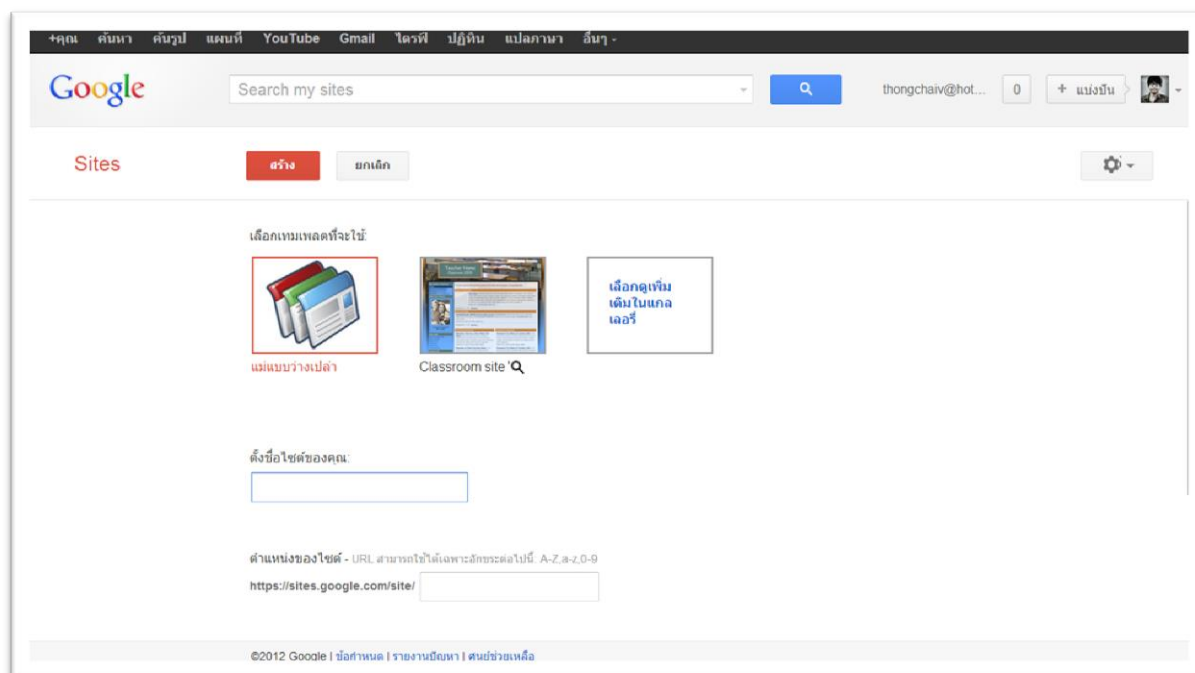 +คุณ ค้นหา ค้นรูป แผนที่ YouTube Gmail ไดรฟ์ ปฏิทิน แปลภาษา อื่นๆ
Google Search my sites thongchaiv@hot... 0 + แบ่งปัน
Sites สร้าง ยกเลิก
เลือกเทมเพลตที่จะใช้:
เลือกดูเพิ่ม
เติมในแกล
เลอรี่
แม่แบบว่างเปล่า Classroom site '
ตั้งชื่อไซต์ของคุณ:
ตำแหน่งของไซต์ - URL สามารถใช้ได้เฉพาะอักขระต่อไปนี้: A-Z,a-z,0-9
https://sites.google.com/site/
©2012 Google | ข้อกำหนด | รายงานปัญหา | ศูนย์ช่วยเหลือ